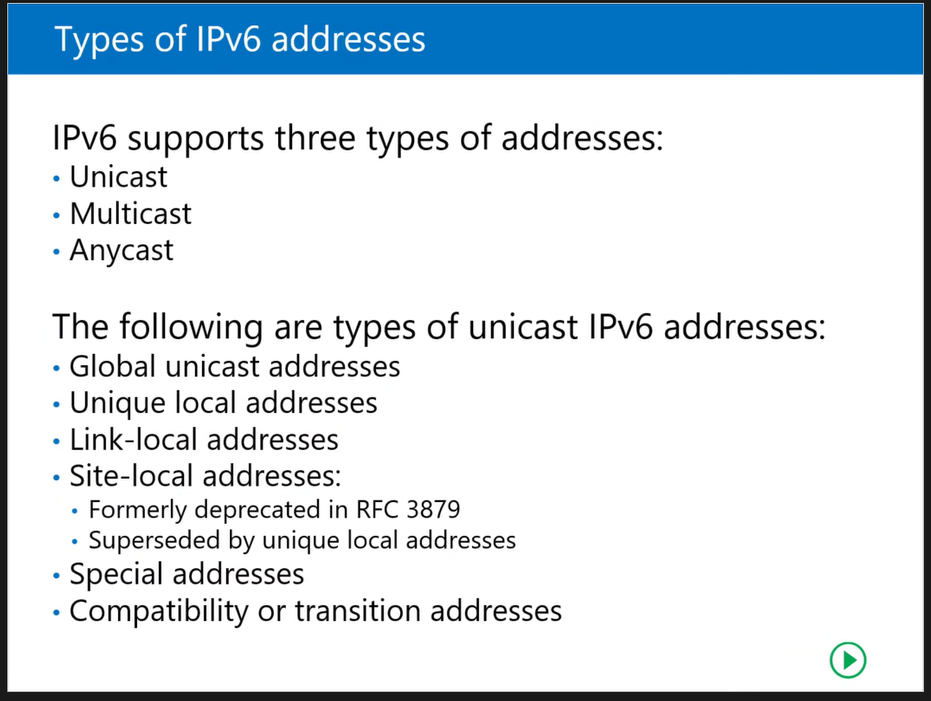 Types of IPv6 addresses
IPv6 supports three types of addresses:
• Unicast
• Multicast
• Anycast
The following are types of unicast IPv6 addresses:
• Global unicast addresses
• Unique local addresses
• Link-local addresses
• Site-local addresses:
• Formerly deprecated in RFC 3879
• Superseded by unique local addresses
• Special addresses
• Compatibility or transition addresses